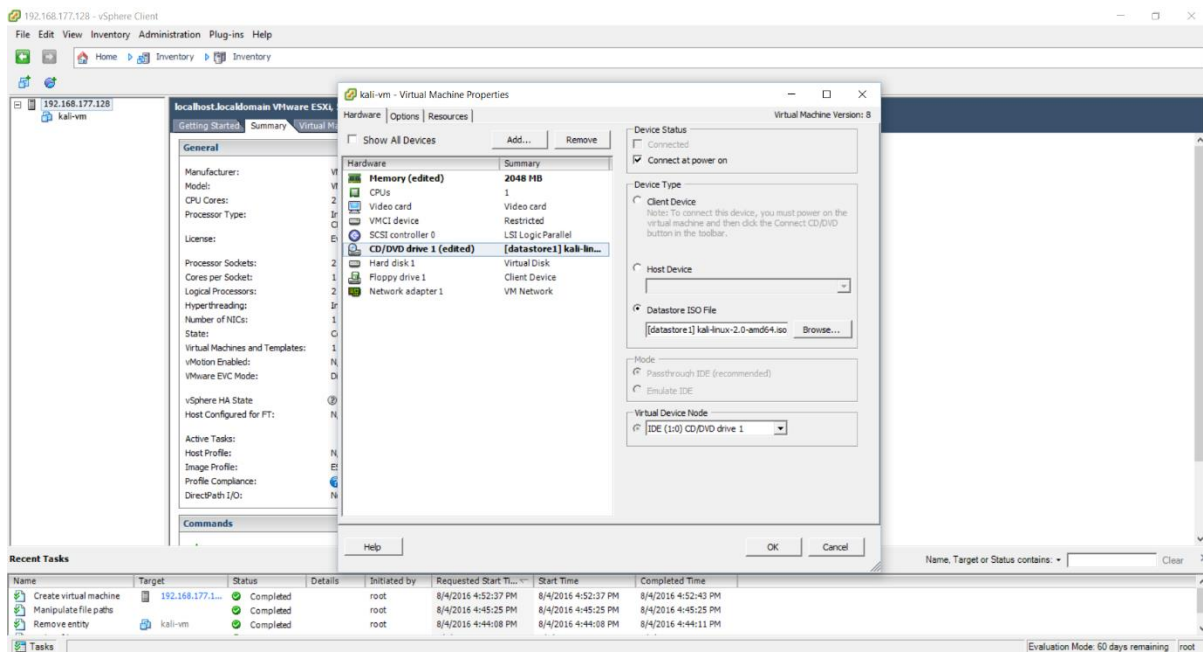 192.168.177.128 - vSphere Client
File Edit View Inventory Administration Plug-ins Help
Home Inventory Inventory
192.168.177.128
kali-vm
localhost.localdomain VMware ESXi,
Getting Started Summary Virtual
General
Manufacturer:
Model:
CPU Cores: 2
Processor Type:
License:
Processor Sockets: 2
Cores per Socket: 1
Logical Processors: 2
Hyperthreading:
Number of NICs: 1
State:
Virtual Machines and Templates: 1
vMotion Enabled:
VMware EVC Mode:
vSphere HA State
Host Configured for FT:
Active Tasks:
Host Profile:
Image Profile:
Profile Compliance:
DirectPath I/O:
Commands
kali-vm - Virtual Machine Properties
Hardware Options Resources Virtual Machine Version: 8
Show All Devices Add... Remove
Hardware Summary
Memory (edited) 2048 MB
CPUs 1
Video card Video card
VMCI device Restricted
SCSI controller 0 LSI Logic Parallel
CD/DVD drive 1 (edited) [datastore1] kali-lin...
Hard disk 1 Virtual Disk
Floppy drive 1 Client Device
Network adapter 1 VM Network
Device Status
Connected
Connect at power on
Device Type
Client Device
Note: To connect this device, you must power on the
virtual machine and then click the Connect CD/DVD
button in the toolbar.
Host Device
Datastore ISO File
[datastore1] kali-linux-2.0-amd64.iso Browse...
Mode
Passthrough IDE (recommended)
Emulate IDE
Virtual Device Node
IDE (1:0) CD/DVD drive 1
Help OK Cancel
Recent Tasks Name, Target or Status contains: Clear
Name Target Status Details Initiated by Requested Start Ti... Start Time Completed Time
Create virtual machine 192.168.177.1... Completed root 8/4/2016 4:52:37 PM 8/4/2016 4:52:37 PM 8/4/2016 4:52:43 PM
Manipulate file paths Completed root 8/4/2016 4:45:25 PM 8/4/2016 4:45:25 PM 8/4/2016 4:45:25 PM
Remove entity kali-vm Completed root 8/4/2016 4:44:08 PM 8/4/2016 4:44:08 PM 8/4/2016 4:44:11 PM
Tasks Evaluation Mode: 60 days remaining root